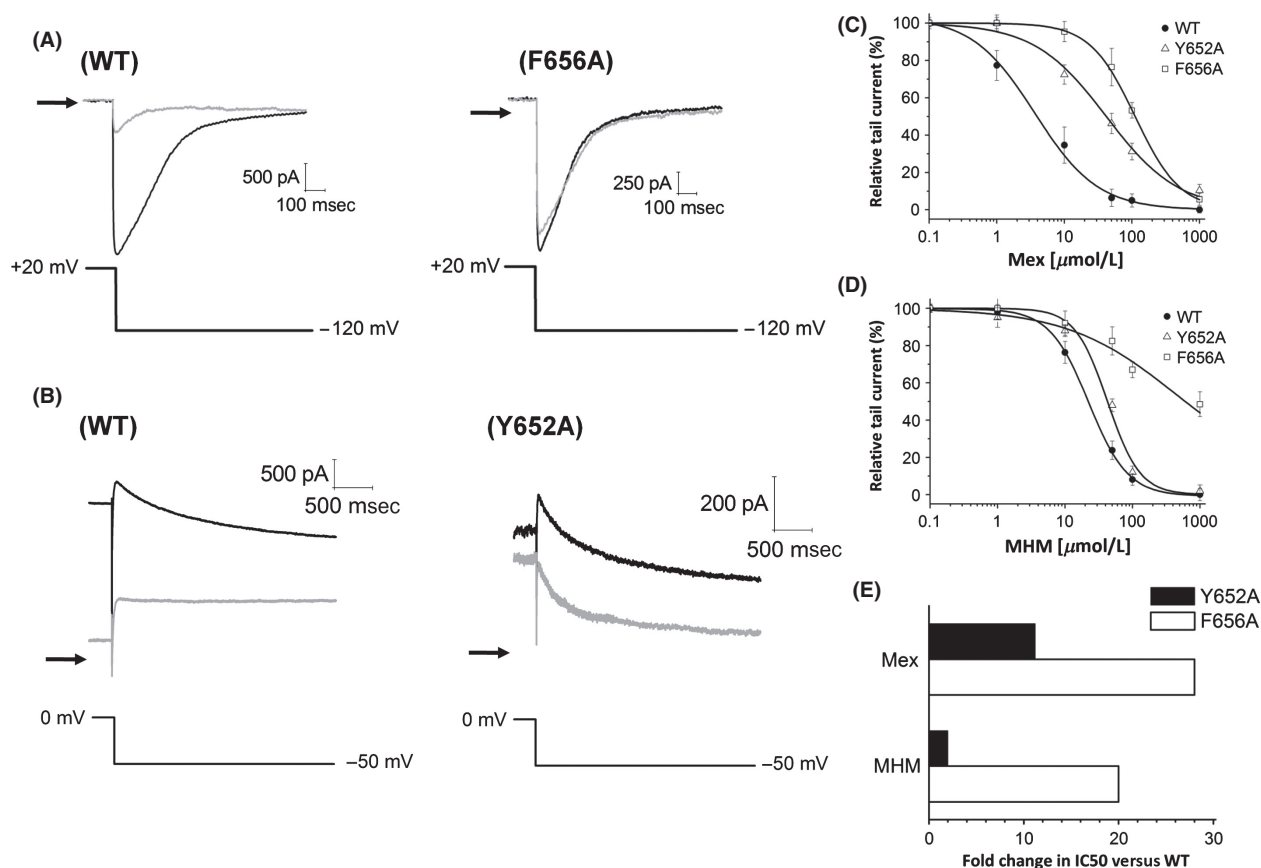 (A)
(WT)
500 pA
100 msec
+20 mV
−120 mV
(F656A)
250 pA
100 msec
+20 mV
−120 mV
(B)
(WT)
500 pA
500 msec
0 mV
−50 mV
(Y652A)
200 pA
500 msec
0 mV
−50 mV
(C)
Relative tail current (%)
100
80
60
40
20
0
WT
Y652A
F656A
0.1 1 10 100 1000
Mex [μmol/L]
(D)
Relative tail current (%)
100
80
60
40
20
0
WT
Y652A
F656A
0.1 1 10 100 1000
MHM [μmol/L]
(E)
Y652A
F656A
Mex
MHM
0 10 20 30
Fold change in IC50 versus WT